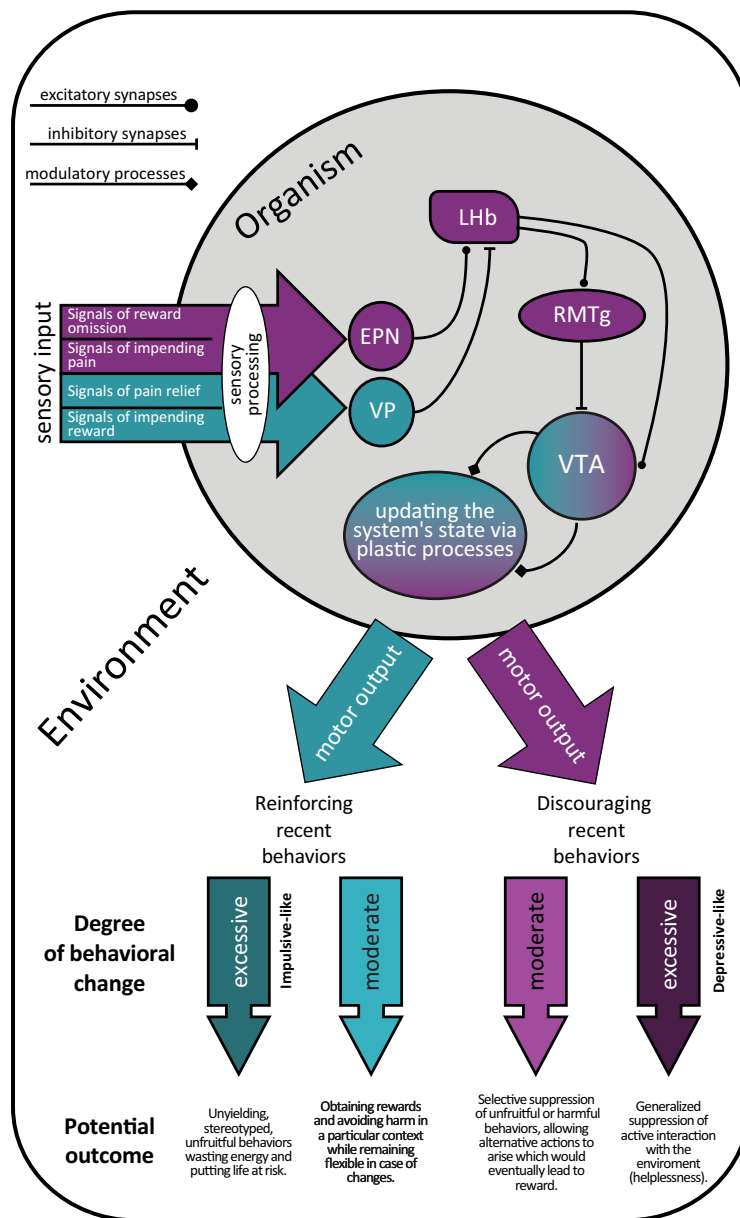 excitatory synapses
inhibitory synapses
modulatory processes
Organism
LHb
RMTg
EPN
VP
VTA
sensory input
Signals of reward
omission
Signals of impending
pain
Signals of pain relief
Signals of impending
reward
sensory
processing
updating the
system's state via
plastic processes
Environment
motor output
motor output
Reinforcing
recent
behaviors
Discouraging
recent
behaviors
Degree
of behavioral
change
excessive
Impulsive-like
moderate
moderate
excessive
Depressive-like
Potential
outcome
Unyielding,
stereotyped,
unfruitful behaviors
wasting energy and
putting life at risk.
Obtaining rewards
and avoiding harm in
a particular context
while remaining
flexible in case of
changes.
Selective suppression
of unfruitful or harmful
behaviors, allowing
alternative actions to
arise which would
eventually lead to
reward.
Generalized
suppression of
active interaction
with the
enviroment
(helplessness).